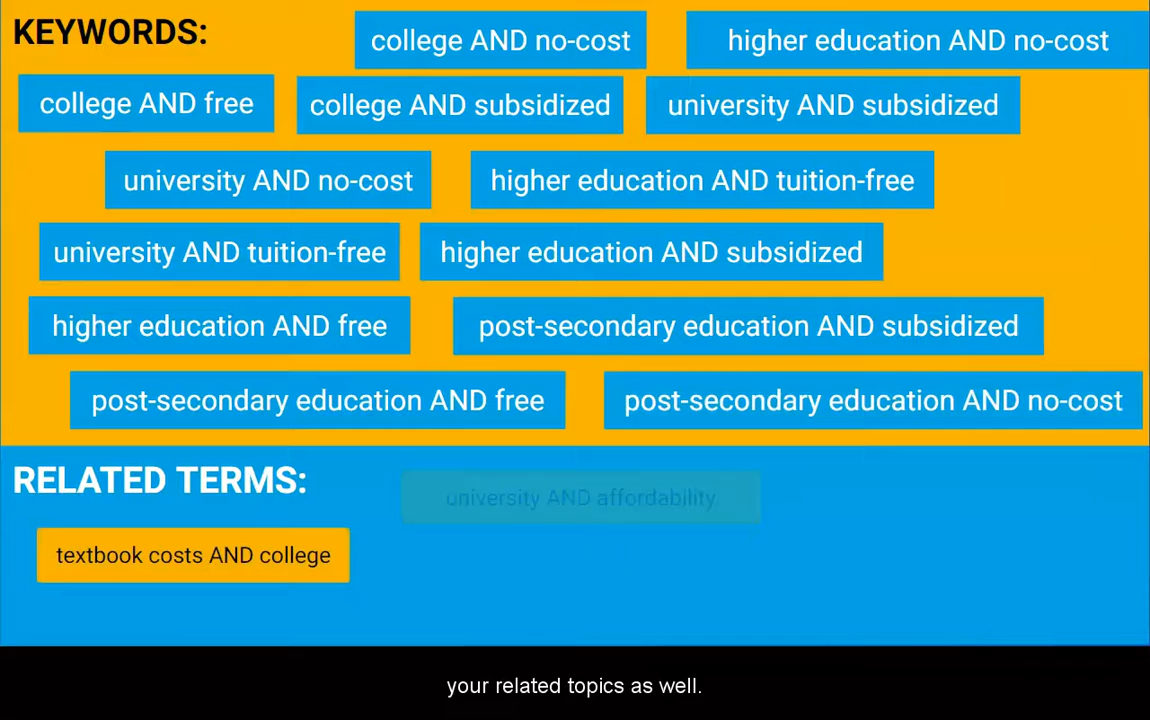 KEYWORDS:
college AND no-cost
higher education AND no-cost
college AND free
college AND subsidized
university AND subsidized
university AND no-cost
higher education AND tuition-free
university AND tuition-free
higher education AND subsidized
higher education AND free
post-secondary education AND subsidized
post-secondary education AND free
post-secondary education AND no-cost
RELATED TERMS:
university AND affordability
textbook costs AND college
your related topics as well.